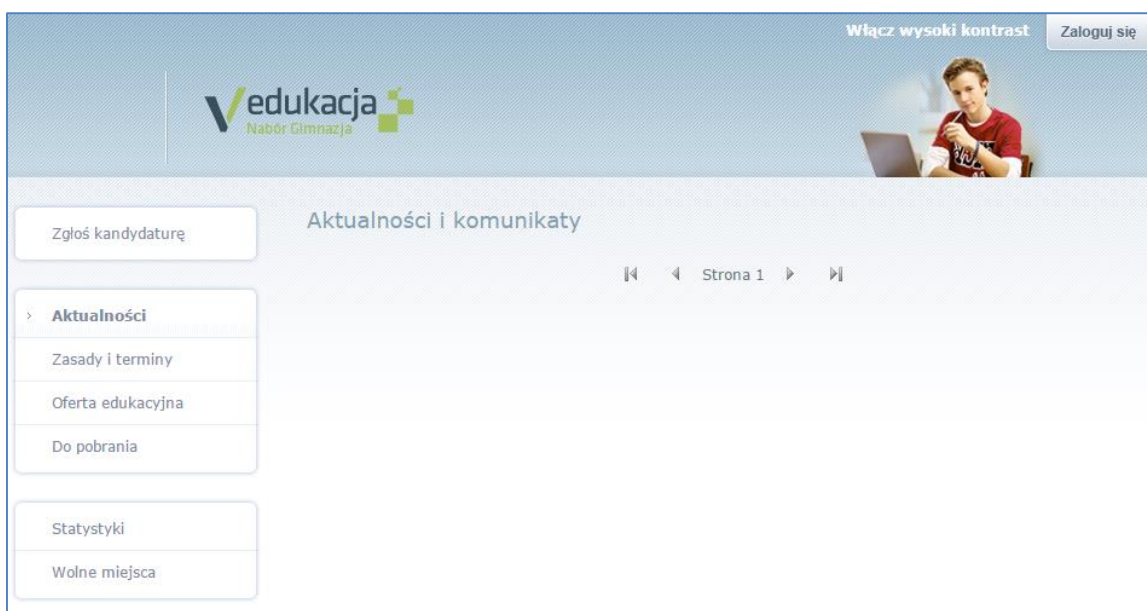 Włącz wysoki kontrast
Zaloguj się
edukacja
Nabór Gimnazja
Zgłoś kandydaturę
Aktualności i komunikaty
Strona 1
Aktualności
Zasady i terminy
Oferta edukacyjna
Do pobrania
Statystyki
Wolne miejsca